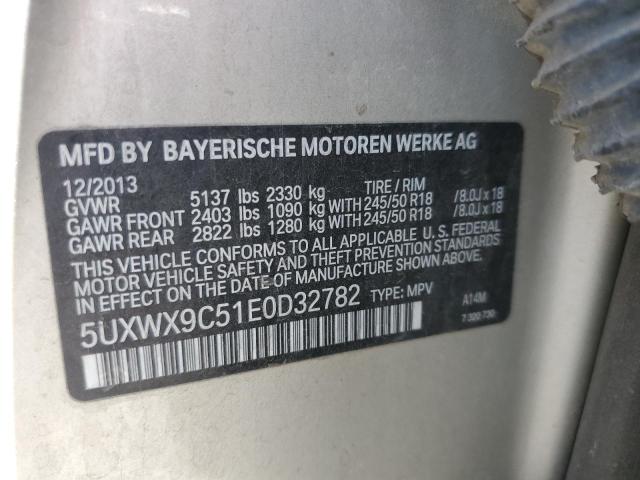 MFD BY BAYERISCHE MOTOREN WERKE AG
12/2013
GVWR 5137 lbs 2330 kg TIRE / RIM
GAWR FRONT 2403 lbs 1090 kg WITH 245/50 R18 / 8.0J x 18
GAWR REAR 2822 lbs 1280 kg WITH 245/50 R18 / 8.0J x 18
THIS VEHICLE CONFORMS TO ALL APPLICABLE U. S. FEDERAL
MOTOR VEHICLE SAFETY AND THEFT PREVENTION STANDARDS
IN EFFECT ON THE DATE OF MANUFACTURE SHOWN ABOVE.
5UXWX9C51E0D32782 TYPE: MPV A14M
7 320 730